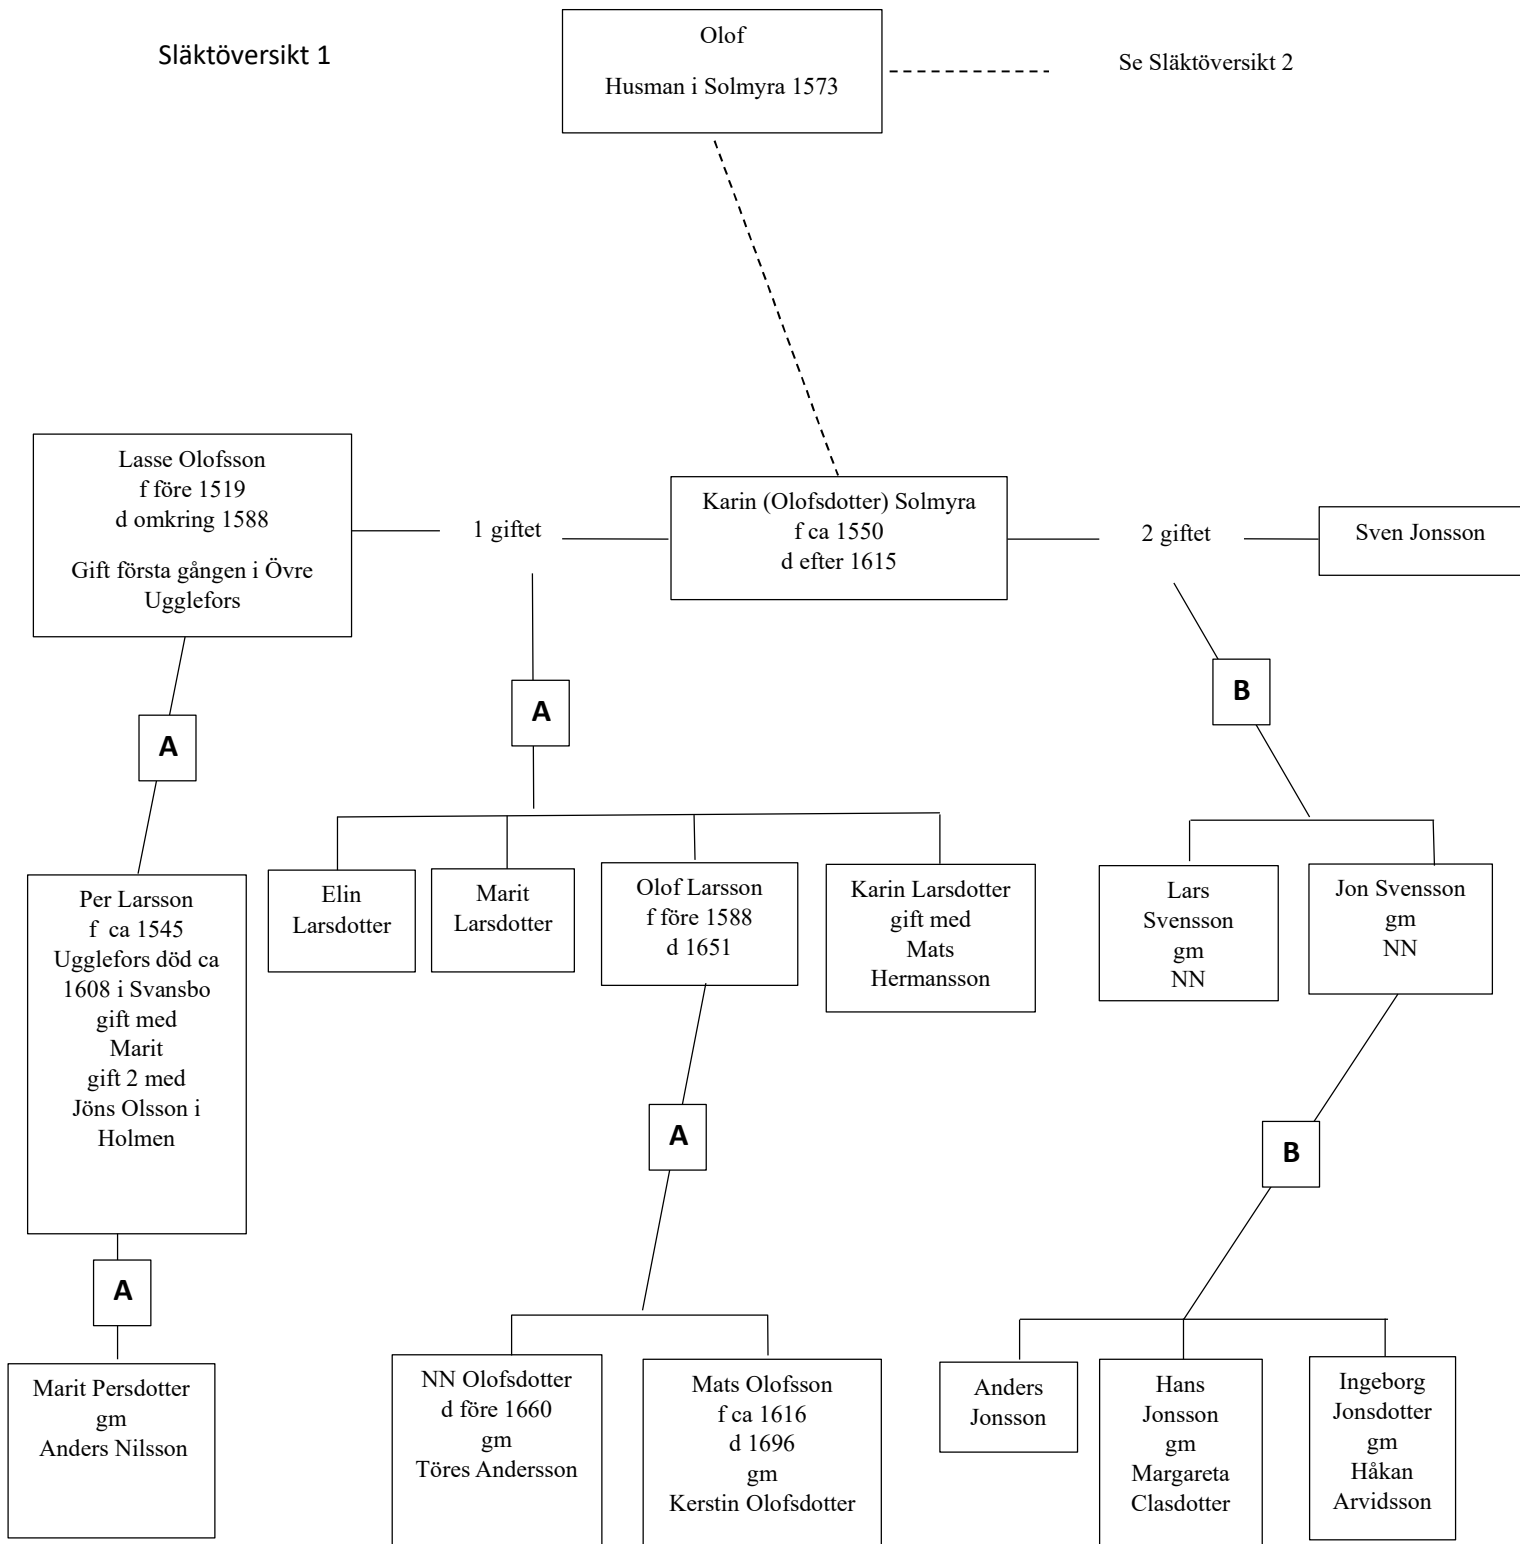 Släktöversikt 1
Olof
Husman i Solmyra 1573
Se Släktöversikt 2
Lasse Olofsson
f före 1519
d omkring 1588
Gift första gången i Övre
Ugglefors
1 giftet
Karin (Olofsdotter) Solmyra
f ca 1550
d efter 1615
2 giftet
Sven Jonsson
A
A
B
Per Larsson
f ca 1545
Ugglefors död ca
1608 i Svansbo
gift med
Marit
gift 2 med
Jöns Olsson i
Holmen
Elin
Larsdotter
Marit
Larsdotter
Olof Larsson
f före 1588
d 1651
Karin Larsdotter
gift med
Mats
Hermansson
Lars
Svensson
gm
NN
Jon Svensson
gm
NN
A
A
B
Marit Persdotter
gm
Anders Nilsson
NN Olofsdotter
d före 1660
gm
Töres Andersson
Mats Olofsson
f ca 1616
d 1696
gm
Kerstin Olofsdotter
Anders
Jonsson
Hans
Jonsson
gm
Margareta
Clasdotter
Ingeborg
Jonsdotter
gm
Håkan
Arvidsson